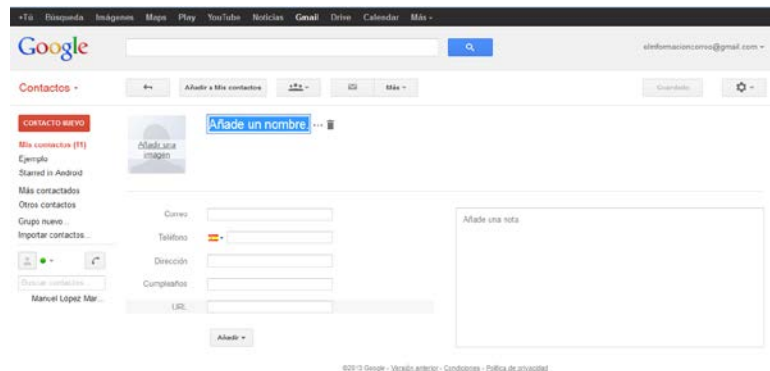 +Tú Búsqueda Imágenes Maps Play YouTube Noticias Gmail Drive Calendar Más
Google
Contactos
Añadir a Mis contactos
Más
Guardado
CONTACTO NUEVO
Añade un nombre.
Añadir una imagen
Mis contactos (11)
Ejemplo
Starred in Android
Más contactados
Otros contactos
Grupo nuevo...
Importar contactos...
Buscar contactos...
Manuel López Mar...
Correo
Teléfono
Dirección
Cumpleaños
URL
Añadir
Añade una nota
©2013 Google - Versión anterior - Condiciones - Política de privacidad